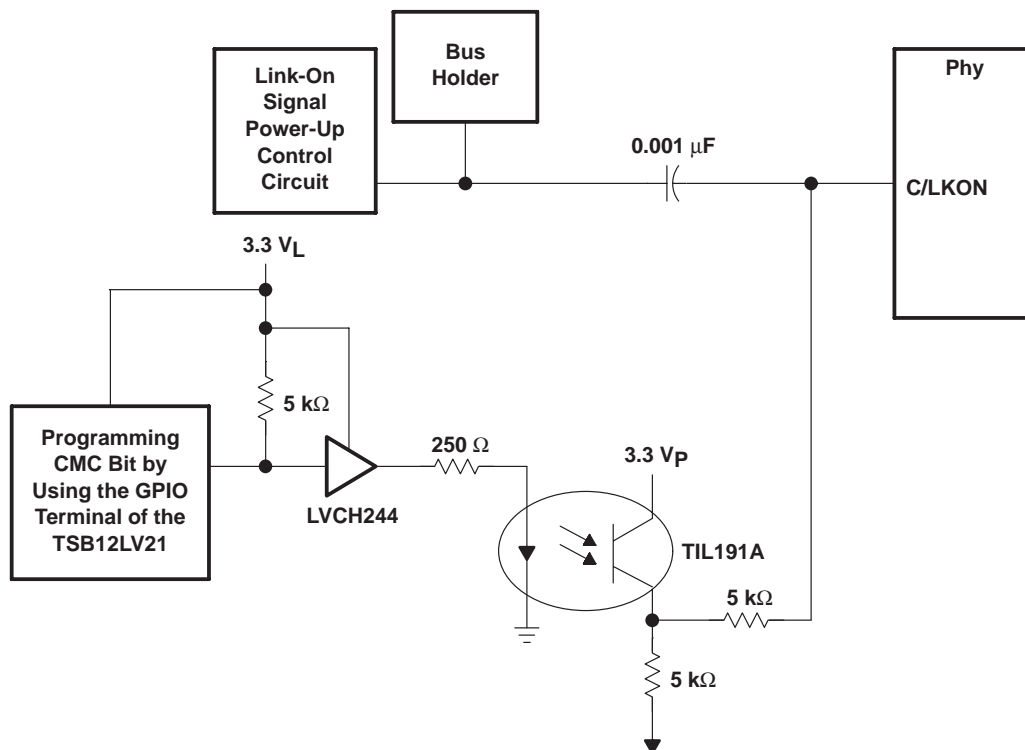 Bus
Holder
Phy
Link-On
Signal
Power-Up
Control
Circuit
0.001 μF
C/LKON
3.3 VL
5 kΩ
Programming
CMC Bit by
Using the GPIO
Terminal of the
TSB12LV21
250 Ω
LVCH244
3.3 VP
TIL191A
5 kΩ
5 kΩ